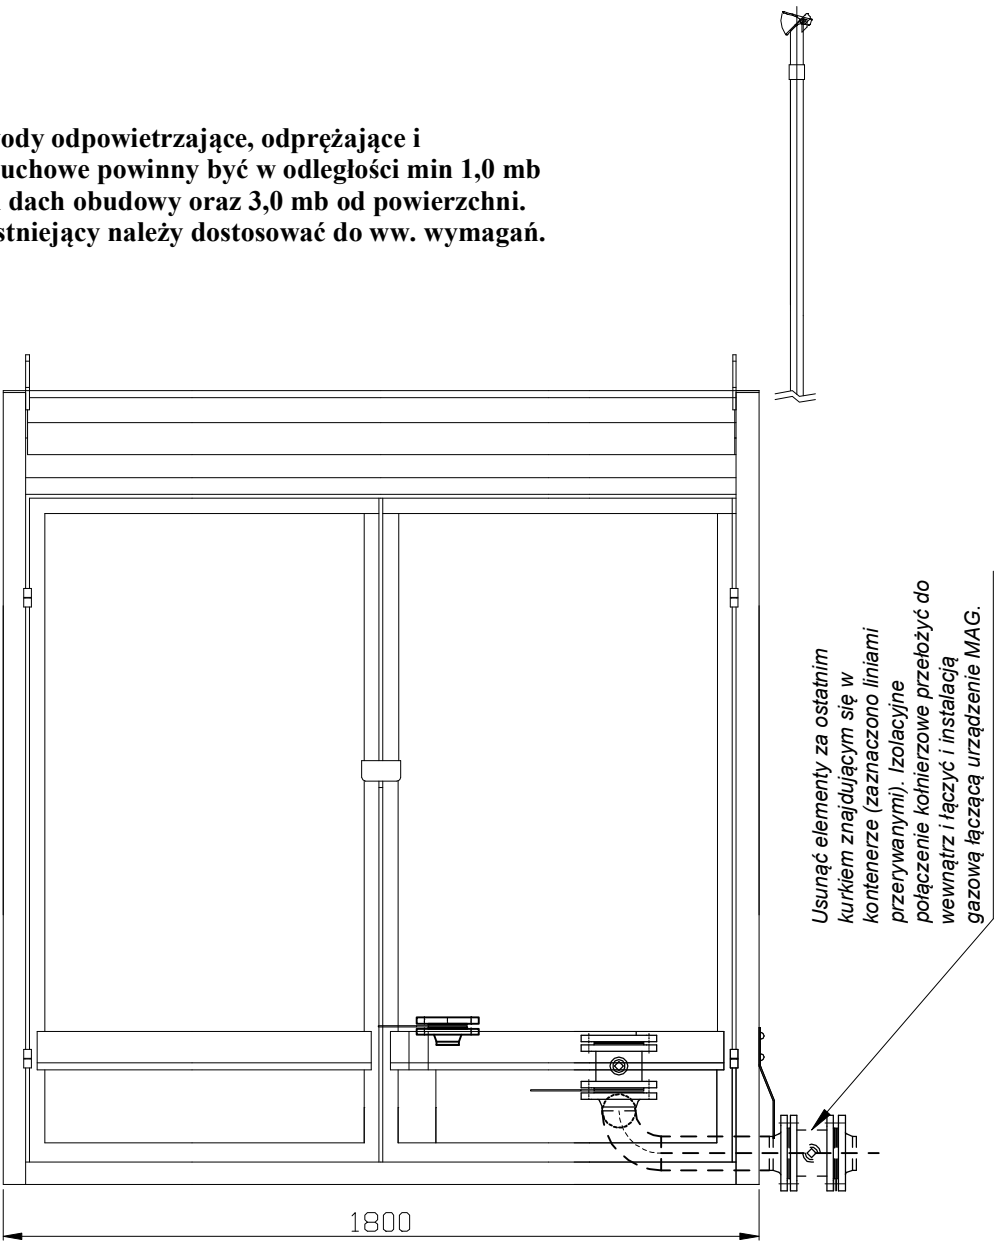 ody odpowietrzające, odprężające i
uchowe powinny być w odległości min 1,0 mb
dach obudowy oraz 3,0 mb od powierzchni.
stniejący należy dostosować do ww. wymagań.
Usunąć elementy za ostatnim
kurkiem znajdującym się w
kontenerze (zaznaczono liniami
przerywanymi). Izolacyjne
połączenie kołnierzowe przełożyć do
wewnątrz i łączyć i instalacją
gazową łączącą urządzenie MAG.
1800